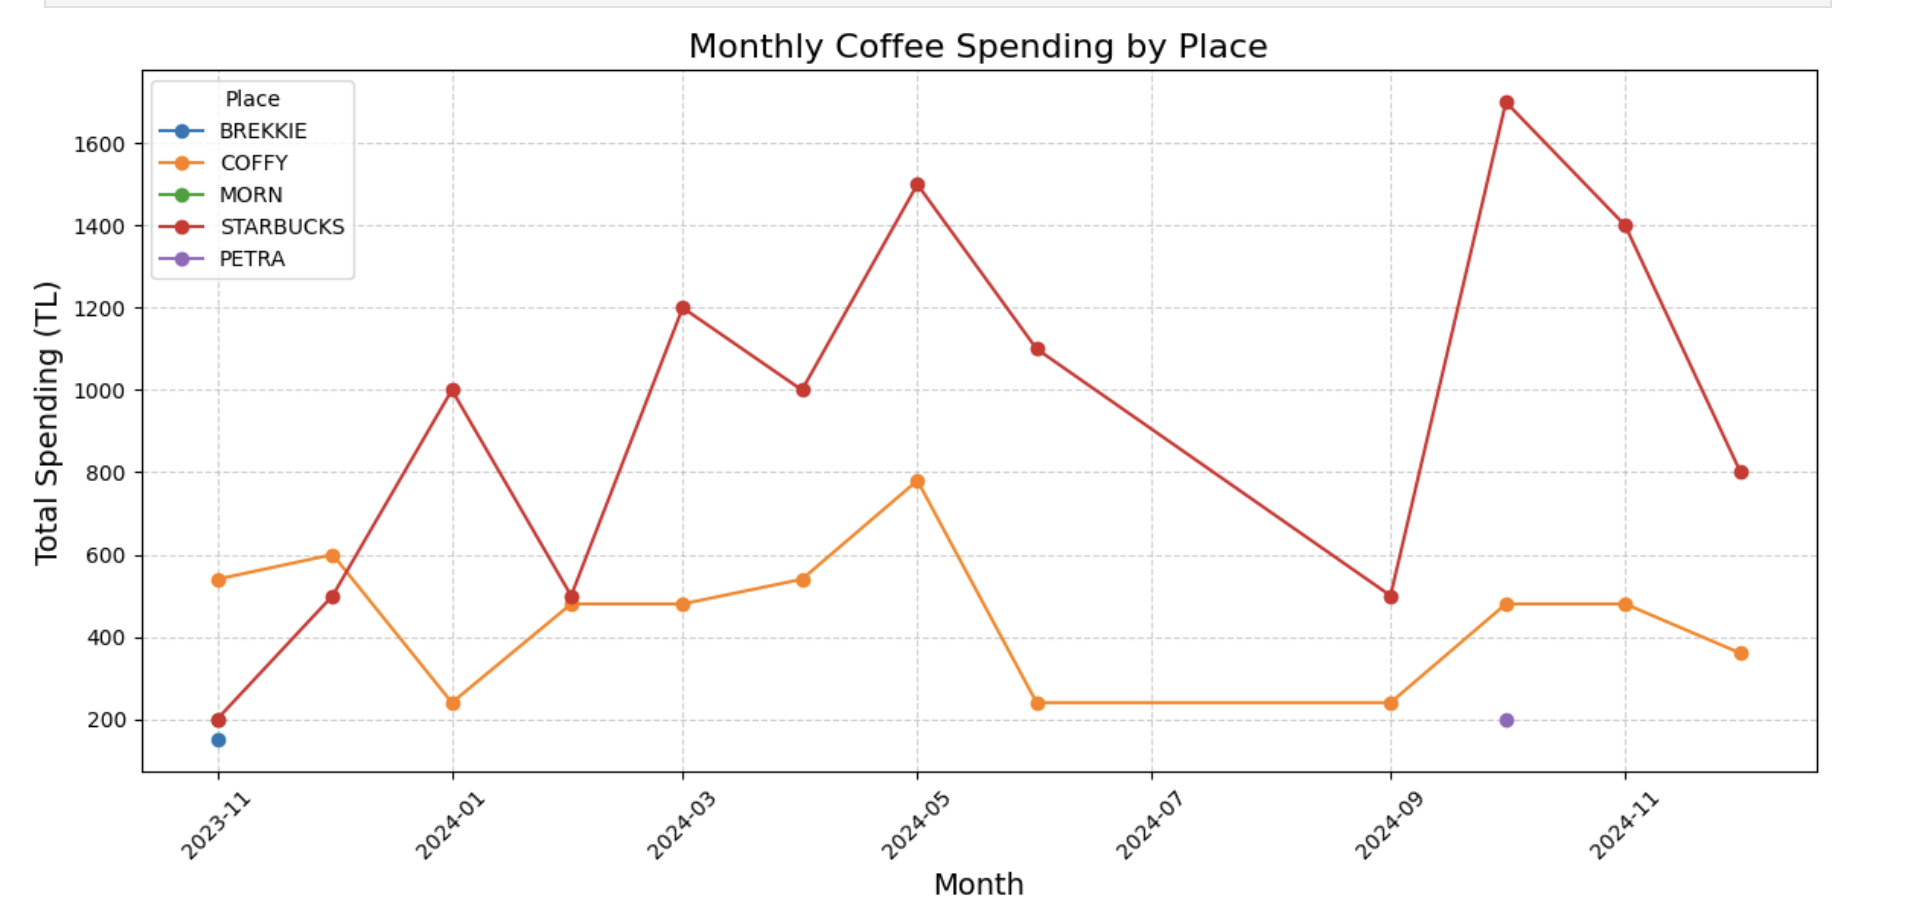 Monthly Coffee Spending by Place
Place
BREKKIE
COFFY
MORN
STARBUCKS
PETRA
Total Spending (TL)
1600
1400
1200
1000
800
600
400
200
2023-11
2024-01
2024-03
2024-05
2024-07
2024-09
2024-11
Month